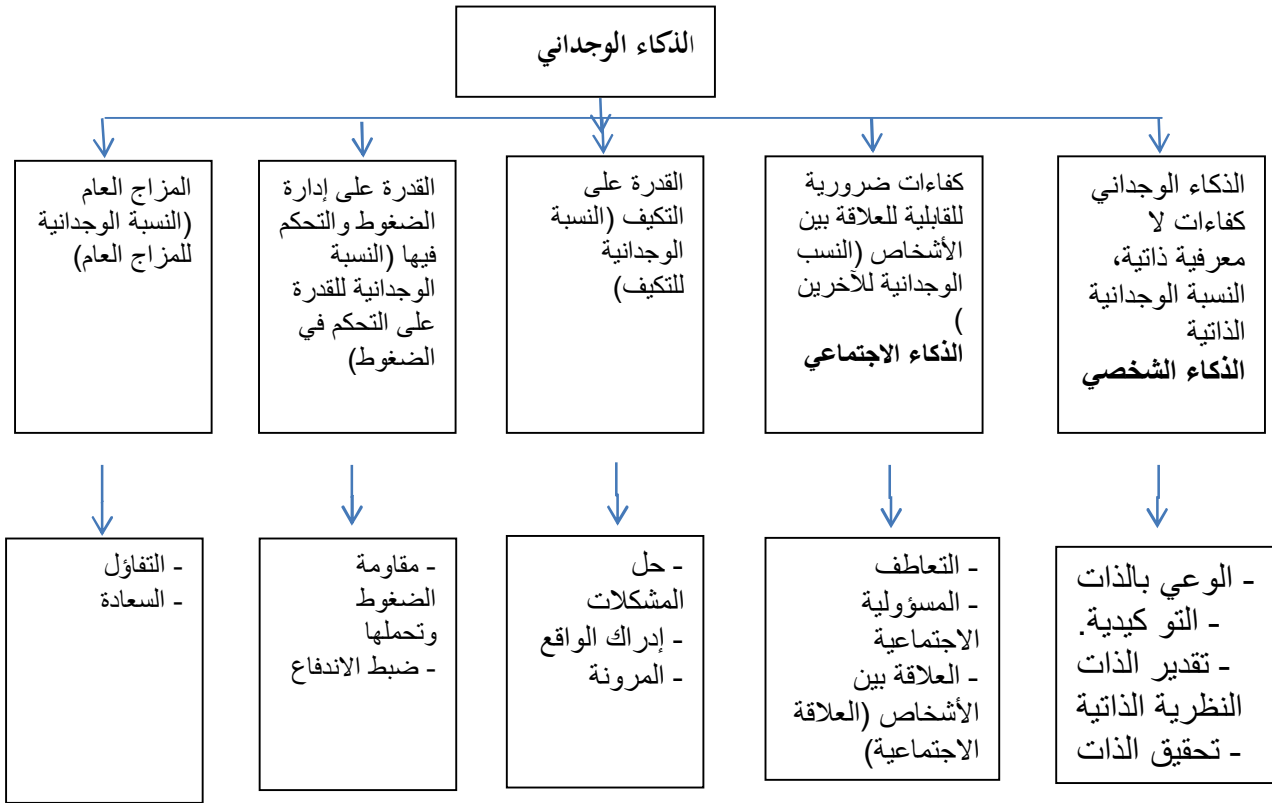 الذكاء الوجداني
الذكاء الوجداني
كفاءات لا
معرفية ذاتية،
النسبة الوجدانية
الذاتية
الذكاء الشخصي
كفاءات ضرورية
للقابلية للعلاقة بين
الأشخاص (النسب
الوجدانية للآخرين
)
الذكاء الاجتماعي
القدرة على
التكيف (النسبة
الوجدانية
للتكيف)
القدرة على إدارة
الضغوط والتحكم
فيها (النسبة
الوجدانية للقدرة
على التحكم في
الضغوط)
المزاج العام
(النسبة الوجدانية
للمزاج العام)
- الوعي بالذات
- التو كيدية.
- تقدير الذات
النظرية الذاتية
- تحقيق الذات
- التعاطف
- المسؤولية
الاجتماعية
- العلاقة بين
الأشخاص (العلاقة
الاجتماعية)
- حل
المشكلات
- إدراك الواقع
- المرونة
- مقاومة
الضغوط
وتحملها
- ضبط الاندفاع
- التفاؤل
- السعادة